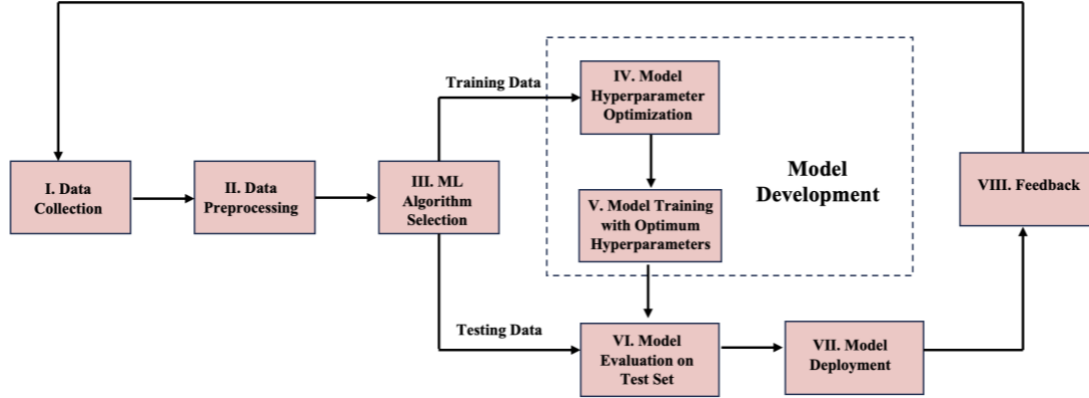 I. Data
Collection
II. Data
Preprocessing
III. ML
Algorithm
Selection
Training Data
IV. Model
Hyperparameter
Optimization
V. Model Training
with Optimum
Hyperparameters
Model
Development
Testing Data
VI. Model
Evaluation on
Test Set
VII. Model
Deployment
VIII. Feedback